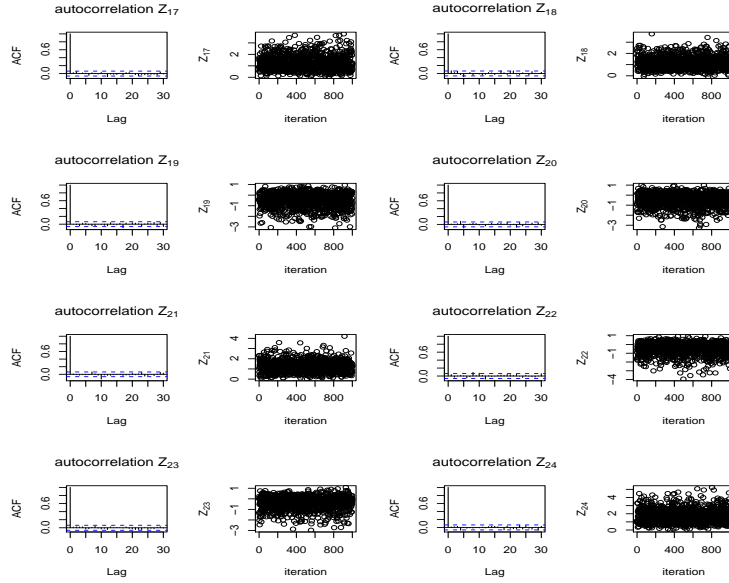 autocorrelation Z17
autocorrelation Z18
ACF
0.0 0.6
0 10 20 30
Lag
Z17
0 2
0 400 800
iteration
ACF
0.0 0.6
0 10 20 30
Lag
Z18
0 2
0 400 800
iteration
autocorrelation Z19
autocorrelation Z20
ACF
0.0 0.6
0 10 20 30
Lag
Z19
-3 -1 1
0 400 800
iteration
ACF
0.0 0.6
0 10 20 30
Lag
Z20
-3 -1 1
0 400 800
iteration
autocorrelation Z21
autocorrelation Z22
ACF
0.0 0.6
0 10 20 30
Lag
Z21
0 2 4
0 400 800
iteration
ACF
0.0 0.6
0 10 20 30
Lag
Z22
-4 -1 1
0 400 800
iteration
autocorrelation Z23
autocorrelation Z24
ACF
0.0 0.6
0 10 20 30
Lag
Z23
-3 -1 1
0 400 800
iteration
ACF
0.0 0.6
0 10 20 30
Lag
Z24
0 2 4
0 400 800
iteration